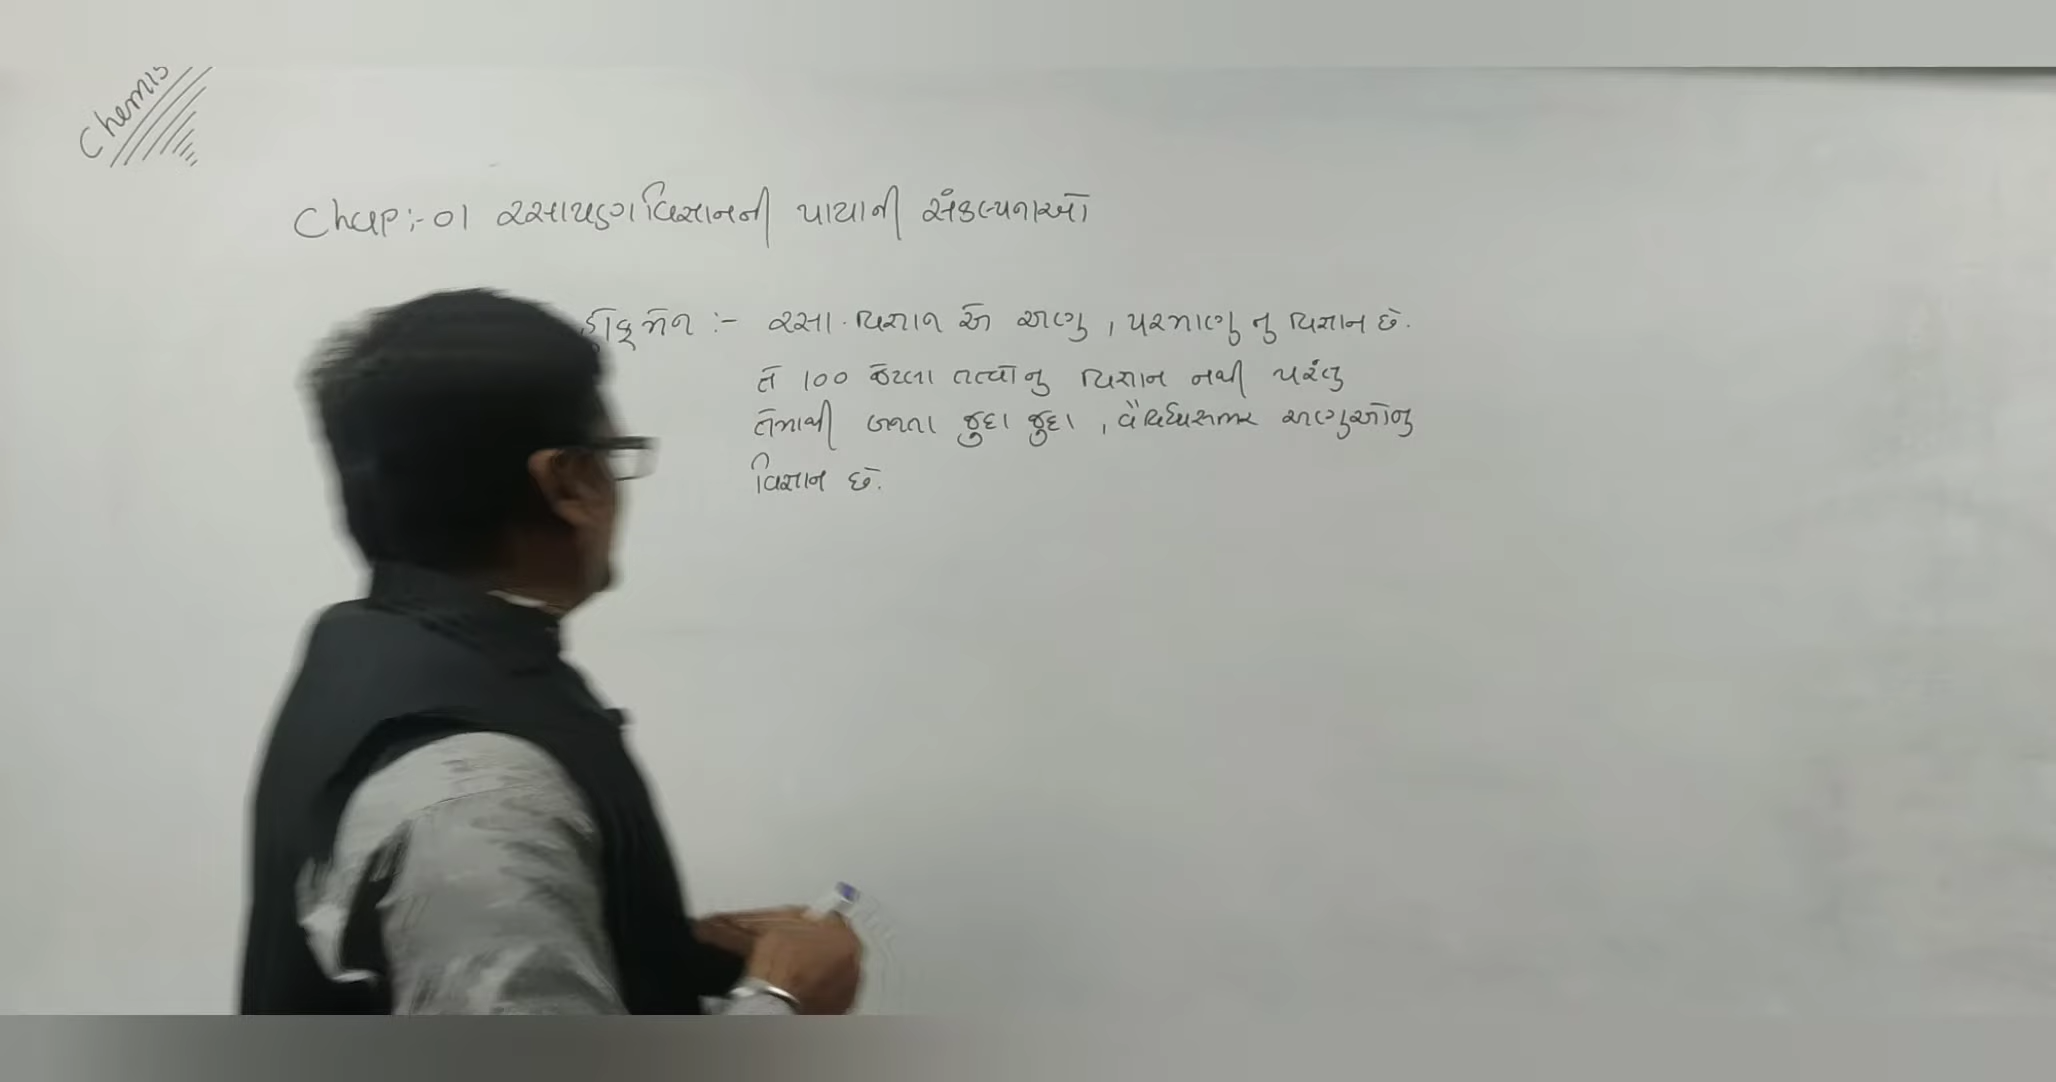 Chemis
Chap:-01 રસાયણવિજ્ઞાનની પાયાની સંકલ્પનાઓ
હોફમેન :- રસા. વિજ્ઞાન એ અણુ, પરમાણુ નુ વિજ્ઞાન છે.
તે 100 જેટલા તત્વોનુ વિજ્ઞાન નથી પરંતુ
તેમાથી બનતા જુદા જુદા, વૈવિધ્યસભર અણુઓનુ
વિજ્ઞાન છે.